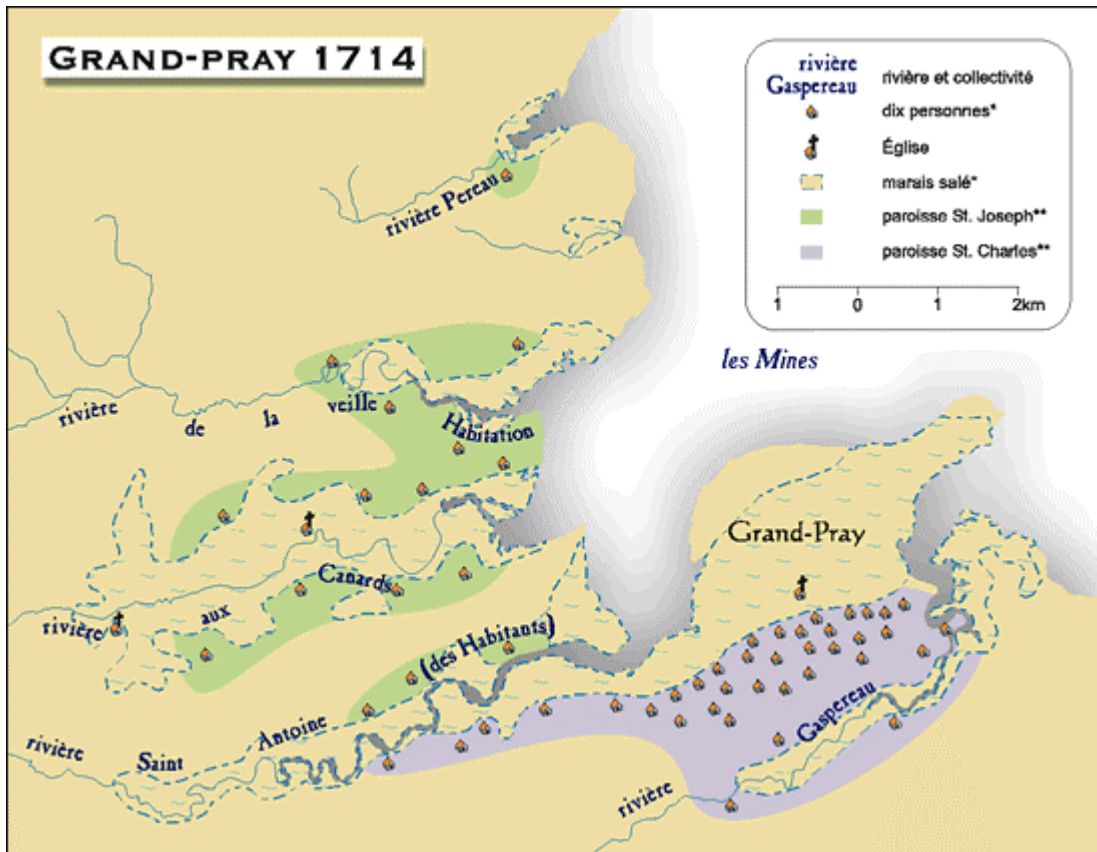 GRAND-PRAY 1714
rivière
Gaspereau
rivière et collectivité
dix personnes*
Église
marais salé*
paroisse St. Joseph**
paroisse St. Charles**
1 0 1 2km
rivière Pereau
les Mines
rivière de la veille Habitation
Grand-Pray
rivière aux Canards
(des Habitants)
rivière Saint Antoine
rivière Gaspereau